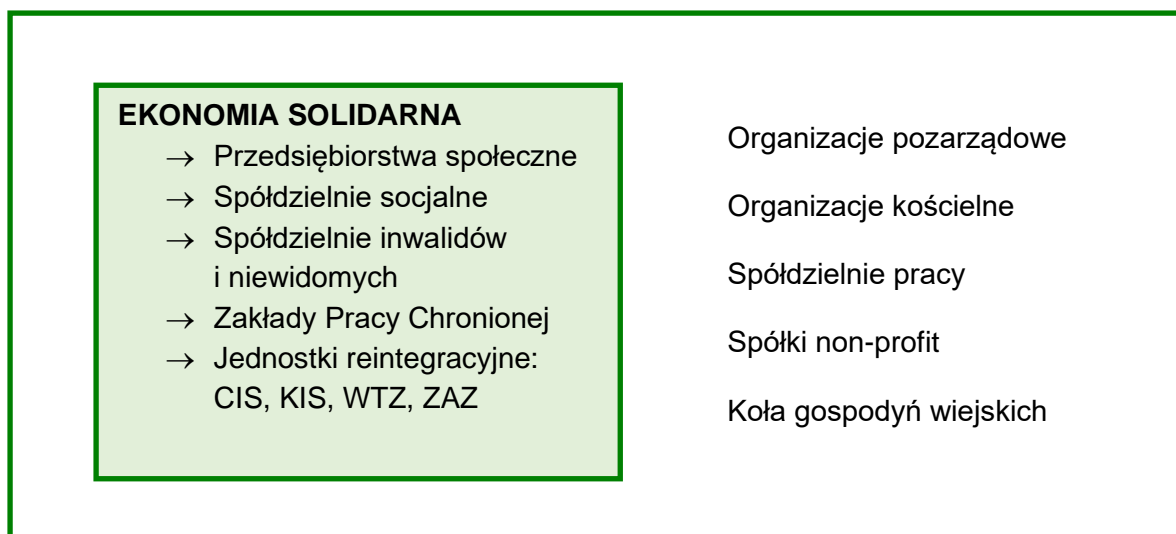 EKONOMIA SOLIDARNA
→ Przedsiębiorstwa społeczne
→ Spółdzielnie socjalne
→ Spółdzielnie inwalidów
i niewidomych
→ Zakłady Pracy Chronionej
→ Jednostki reintegracyjne:
CIS, KIS, WTZ, ZAZ
Organizacje pozarządowe
Organizacje kościelne
Spółdzielnie pracy
Spółki non-profit
Koła gospodyń wiejskich